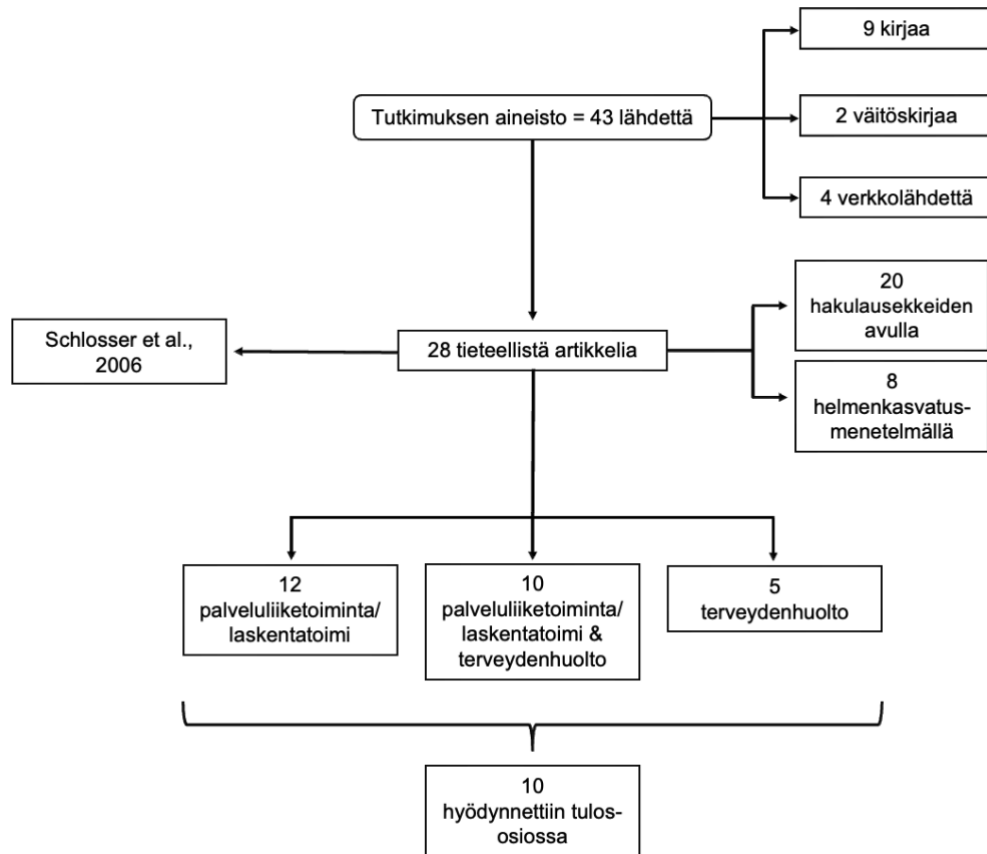 9 kirjaa
Tutkimuksen aineisto = 43 lähdettä
2 väitöskirjaa
4 verkkolähdettä
20
hakulausekkeiden
avulla
Schlosser et al.,
2006
28 tieteellistä artikkelia
8
helmenkasvatus-
menetelmällä
12
palveluliiketoiminta/
laskentatoimi
10
palveluliiketoiminta/
laskentatoimi &
terveydenhuolto
5
terveydenhuolto
10
hyödynnettiin tulos-
osiossa